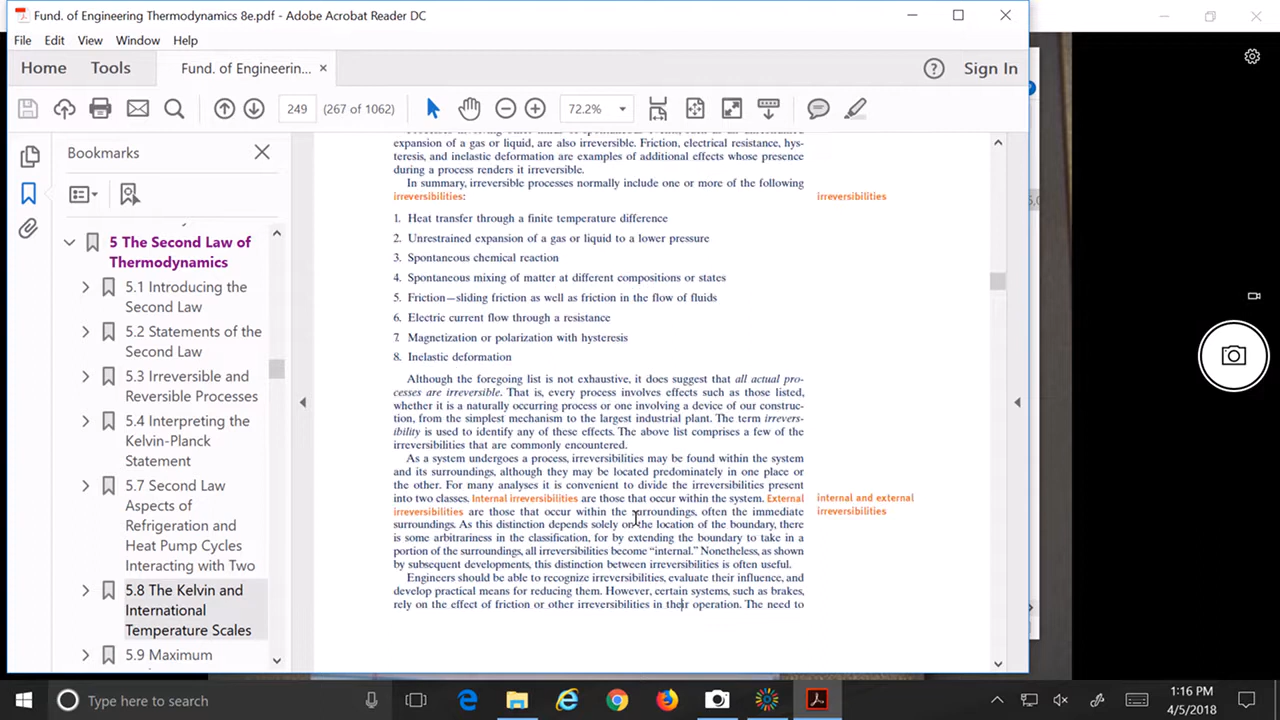 Fund. of Engineering Thermodynamics 8e.pdf - Adobe Acrobat Reader DC
File Edit View Window Help
Home Tools Fund. of Engineerin... × Sign In
249 (267 of 1062) 72.2%
Bookmarks
5 The Second Law of
Thermodynamics
5.1 Introducing the
Second Law
5.2 Statements of the
Second Law
5.3 Irreversible and
Reversible Processes
5.4 Interpreting the
Kelvin-Planck
Statement
5.7 Second Law
Aspects of
Refrigeration and
Heat Pump Cycles
Interacting with Two
5.8 The Kelvin and
International
Temperature Scales
5.9 Maximum
expansion of a gas or liquid, are also irreversible. Friction, electrical resistance, hys-
teresis, and inelastic deformation are examples of additional effects whose presence
during a process renders it irreversible.
In summary, irreversible processes normally include one or more of the following
irreversibilities:
irreversibilities
1. Heat transfer through a finite temperature difference
2. Unrestrained expansion of a gas or liquid to a lower pressure
3. Spontaneous chemical reaction
4. Spontaneous mixing of matter at different compositions or states
5. Friction—sliding friction as well as friction in the flow of fluids
6. Electric current flow through a resistance
7. Magnetization or polarization with hysteresis
8. Inelastic deformation
Although the foregoing list is not exhaustive, it does suggest that all actual pro-
cesses are irreversible. That is, every process involves effects such as those listed,
whether it is a naturally occurring process or one involving a device of our construc-
tion, from the simplest mechanism to the largest industrial plant. The term irrevers-
ibility is used to identify any of these effects. The above list comprises a few of the
irreversibilities that are commonly encountered.
As a system undergoes a process, irreversibilities may be found within the system
and its surroundings, although they may be located predominately in one place or
the other. For many analyses it is convenient to divide the irreversibilities present
into two classes. Internal irreversibilities are those that occur within the system. External
irreversibilities are those that occur within the surroundings, often the immediate
surroundings. As this distinction depends solely on the location of the boundary, there
is some arbitrariness in the classification, for by extending the boundary to take in a
portion of the surroundings, all irreversibilities become “internal.” Nonetheless, as shown
by subsequent developments, this distinction between irreversibilities is often useful.
Engineers should be able to recognize irreversibilities, evaluate their influence, and
develop practical means for reducing them. However, certain systems, such as brakes,
rely on the effect of friction or other irreversibilities in their operation. The need to
internal and external
irreversibilities
Type here to search
1:16 PM
4/5/2018